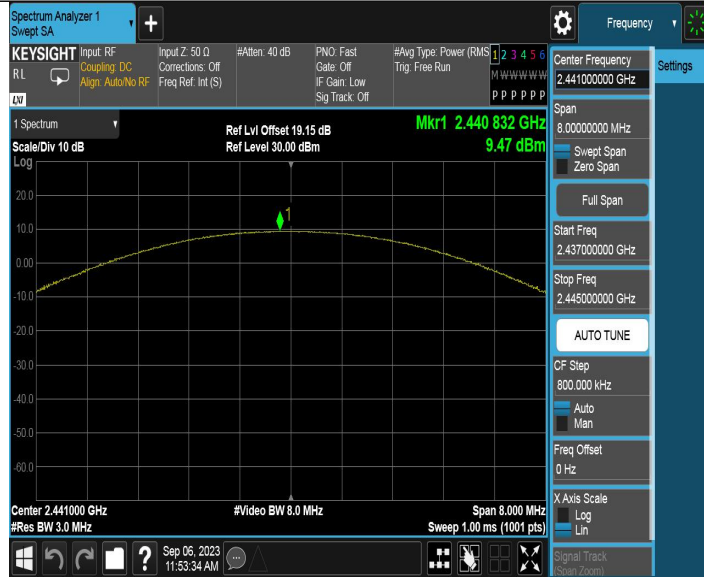 Spectrum Analyzer 1
Swept SA
+
Frequency
KEYSIGHT
RL
LXI
Input: RF
Coupling: DC
Align: Auto/No RF
Input Z: 50 Ω
Corrections: Off
Freq Ref: Int (S)
#Atten: 40 dB
PNO: Fast
Gate: Off
IF Gain: Low
Sig Track: Off
#Avg Type: Power (RMS
Trig: Free Run
1 2 3 4 5 6
M W W W W W
P P P P P P
1 Spectrum
Scale/Div 10 dB
Log
Ref Lvl Offset 19.15 dB
Ref Level 30.00 dBm
Mkr1 2.440 832 GHz
9.47 dBm
1
20.0
10.0
0.00
-10.0
-20.0
-30.0
-40.0
-50.0
-60.0
Center 2.441000 GHz
#Res BW 3.0 MHz
#Video BW 8.0 MHz
Span 8.000 MHz
Sweep 1.00 ms (1001 pts)
?
Sep 06, 2023
11:53:34 AM
Center Frequency
2.441000000 GHz
Settings
Span
8.00000000 MHz
Swept Span
Zero Span
Full Span
Start Freq
2.437000000 GHz
Stop Freq
2.445000000 GHz
AUTO TUNE
CF Step
800.000 kHz
Auto
Man
Freq Offset
0 Hz
X Axis Scale
Log
Lin
Signal Track
(Span Zoom)